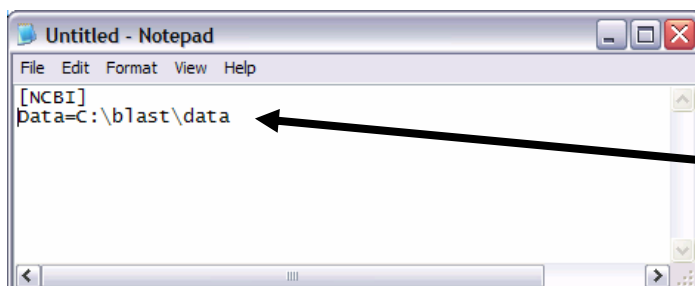 Untitled - Notepad
File Edit Format View Help
[NCBI]
Data=C:\blast\data